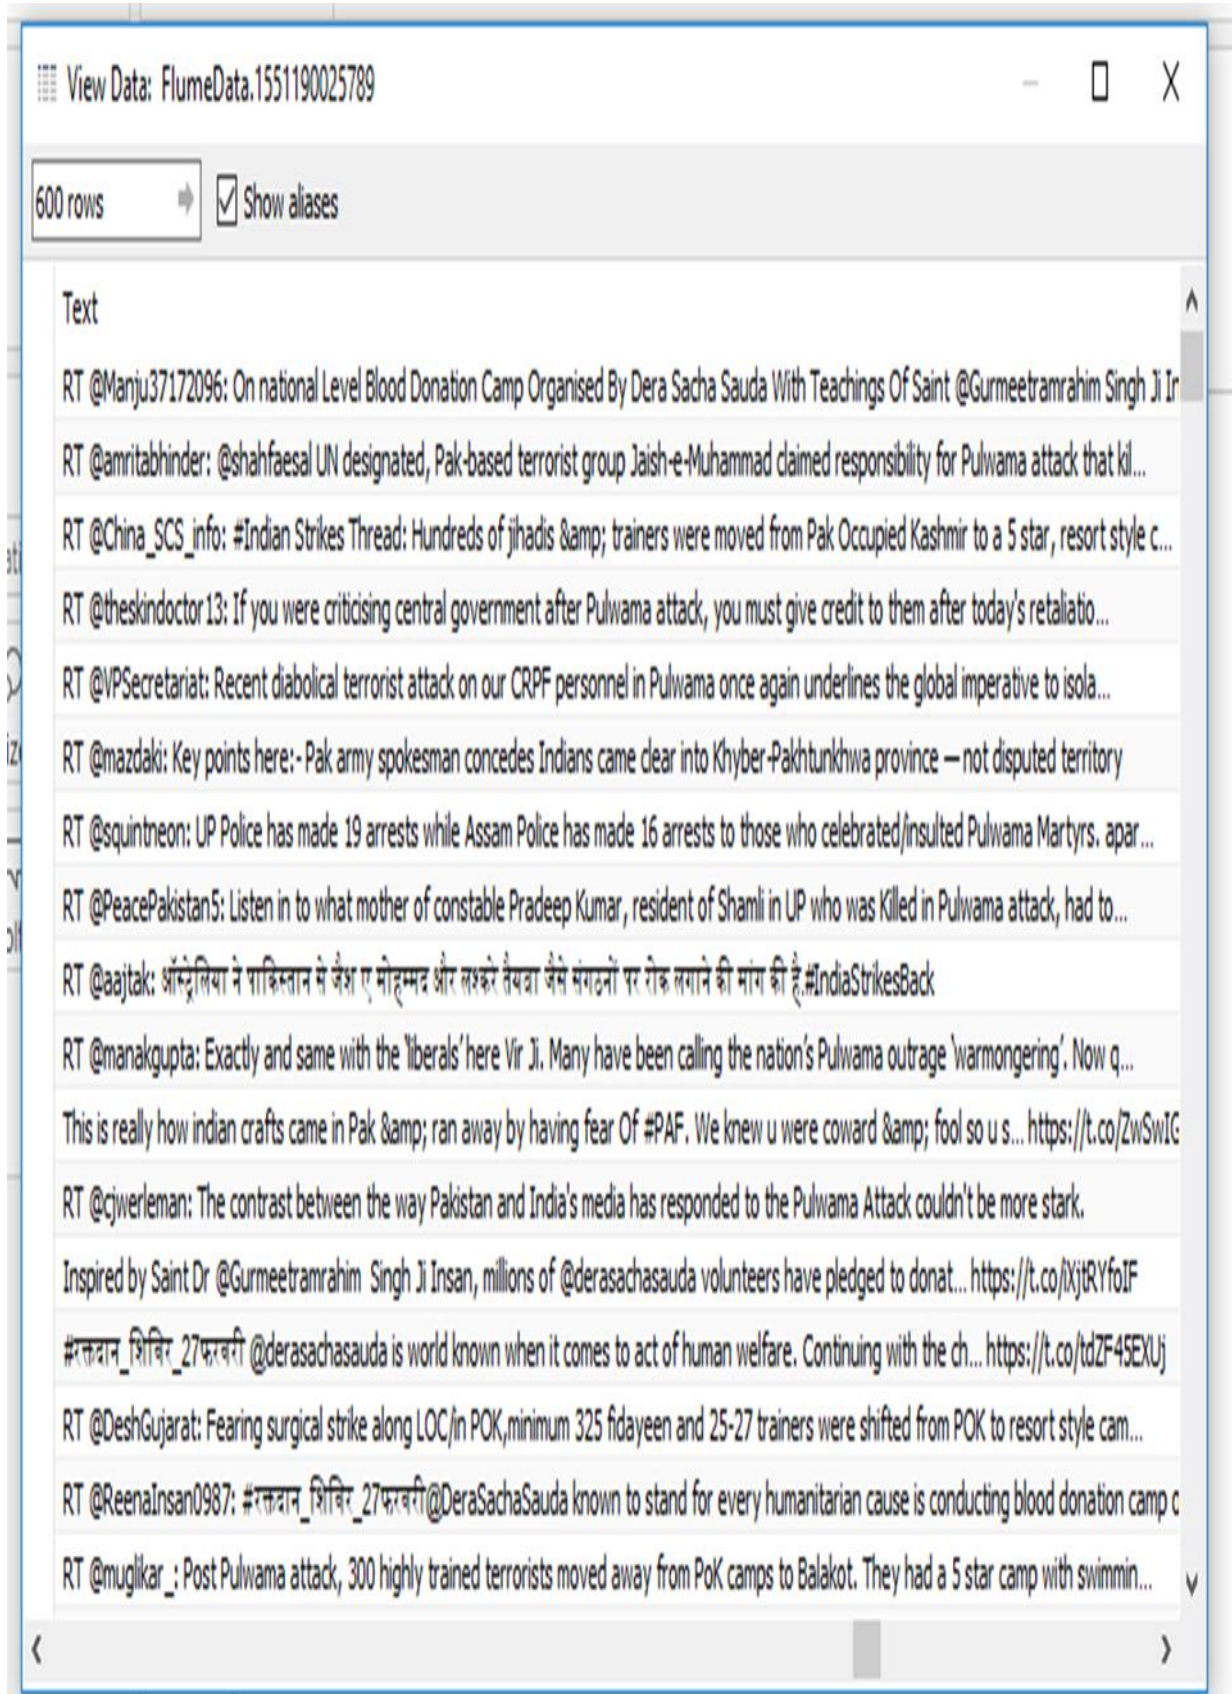 View Data: FlumeData.1551190025789
600 rows
Show aliases
Text
RT @Manju37172096: On national Level Blood Donation Camp Organised By Dera Sacha Sauda With Teachings Of Saint @Gurmeetramrahim Singh Ji In
RT @amritabhinder: @shahfaesal UN designated, Pak-based terrorist group Jaish-e-Muhammad claimed responsibility for Pulwama attack that kil...
RT @China_SCS_info: #Indian Strikes Thread: Hundreds of jihadis &amp; trainers were moved from Pak Occupied Kashmir to a 5 star, resort style c...
RT @theskindoctor13: If you were criticising central government after Pulwama attack, you must give credit to them after today's retaliatio...
RT @VPSecretariat: Recent diabolical terrorist attack on our CRPF personnel in Pulwama once again underlines the global imperative to isola...
RT @mazdaki: Key points here:- Pak army spokesman concedes Indians came clear into Khyber-Pakhtunkhwa province — not disputed territory
RT @squintneon: UP Police has made 19 arrests while Assam Police has made 16 arrests to those who celebrated/insulted Pulwama Martyrs. apar...
RT @PeacePakistan5: Listen in to what mother of constable Pradeep Kumar, resident of Shamli in UP who was Killed in Pulwama attack, had to...
RT @aajtak: ऑस्ट्रेलिया ने पाकिस्तान से जैश ए मोहम्मद और लश्करे तैयबा जैसे संगठनों पर रोक लगाने की मांग की है.#IndiaStrikesBack
RT @manakgupta: Exactly and same with the 'liberals' here Vir Ji. Many have been calling the nation's Pulwama outrage 'warmongering'. Now q...
This is really how indian crafts came in Pak &amp; ran away by having fear Of #PAF. We knew u were coward &amp; fool so u s... https://t.co/ZwSwIG
RT @cjwerleman: The contrast between the way Pakistan and India's media has responded to the Pulwama Attack couldn't be more stark.
Inspired by Saint Dr @Gurmeetramrahim Singh Ji Insan, millions of @derasachasauda volunteers have pledged to donat... https://t.co/iXjtRYfoIF
#रक्तदान_शिविर_27फरवरी @derasachasauda is world known when it comes to act of human welfare. Continuing with the ch... https://t.co/tdZF45EXUj
RT @DeshGujarat: Fearing surgical strike along LOC/in POK,minimum 325 fidayeen and 25-27 trainers were shifted from POK to resort style cam...
RT @ReenaInsan0987: #रक्तदान_शिविर_27फरवरी@DeraSachaSauda known to stand for every humanitarian cause is conducting blood donation camp o
RT @muglikar_: Post Pulwama attack, 300 highly trained terrorists moved away from PoK camps to Balakot. They had a 5 star camp with swimmin...